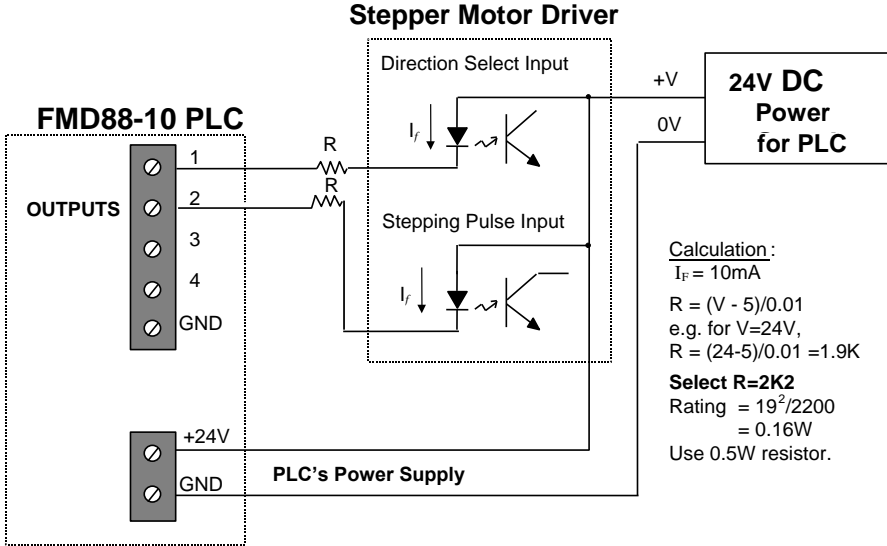 Stepper Motor Driver
Direction Select Input
+V
24V DC
Power
for PLC
0V
FMD88-10 PLC
If
R
1
R
OUTPUTS
2
3
4
GND
Stepping Pulse Input
If
Calculation :
IF = 10mA
R = (V - 5)/0.01
e.g. for V=24V,
R = (24-5)/0.01 =1.9K
Select R=2K2
Rating = 19²/2200
= 0.16W
Use 0.5W resistor.
+24V
GND
PLC's Power Supply